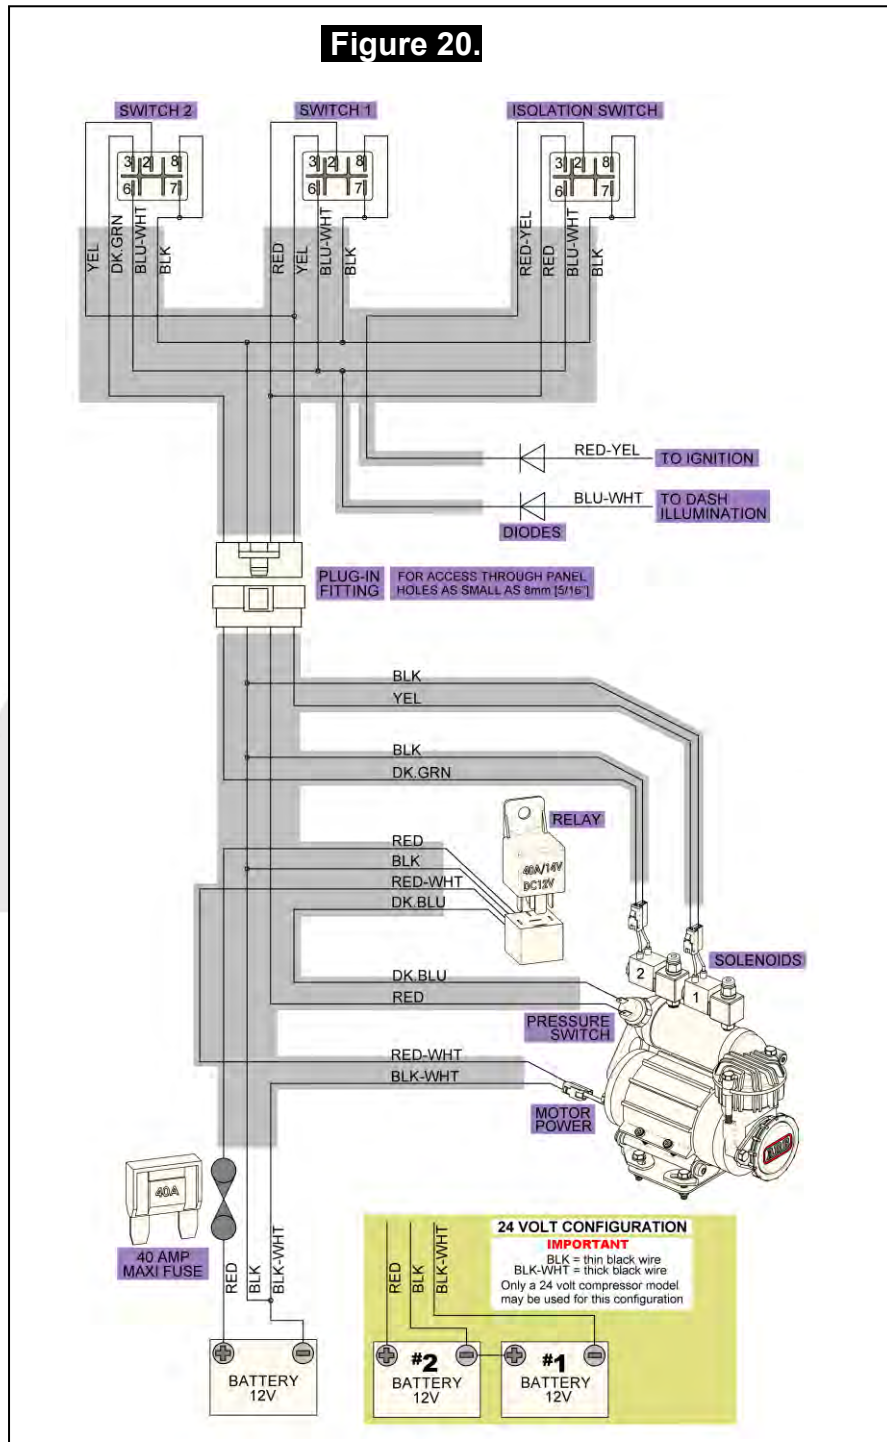 Figure 20.
SWITCH 2
SWITCH 1
ISOLATION SWITCH
3 2 8
6 7
3 2 8
6 7
3 2 8
6 7
YEL
DK.GRN
BLU-WHT
BLK
RED
YEL
BLU-WHT
BLK
RED-YEL
RED
BLU-WHT
BLK
RED-YEL
TO IGNITION
BLU-WHT
TO DASH
ILLUMINATION
DIODES
PLUG-IN
FITTING
FOR ACCESS THROUGH PANEL
HOLES AS SMALL AS 8mm [5/16"]
BLK
YEL
BLK
DK.GRN
RELAY
40A/14V
DC12V
RED
BLK
RED-WHT
DK.BLU
SOLENOIDS
2
1
DK.BLU
RED
PRESSURE
SWITCH
RED-WHT
BLK-WHT
MOTOR
POWER
ARB
40A
40 AMP
MAXI FUSE
RED
BLK
BLK-WHT
BATTERY
12V
24 VOLT CONFIGURATION
IMPORTANT
BLK = thin black wire
BLK-WHT = thick black wire
Only a 24 volt compressor model
may be used for this configuration
RED
BLK
BLK-WHT
#2
BATTERY
12V
#1
BATTERY
12V